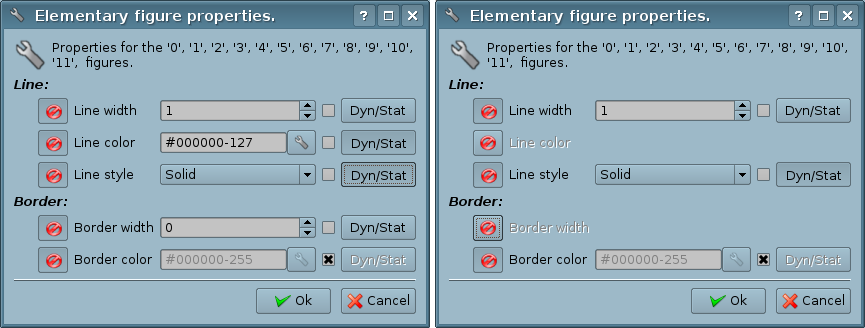 Elementary figure properties.
Properties for the '0', '1', '2', '3', '4', '5', '6', '7', '8', '9', '10',
'11', figures.
Line:
Line width 1 Dyn/Stat
Line color #000000-127 Dyn/Stat
Line style Solid Dyn/Stat
Border:
Border width 0 Dyn/Stat
Border color #000000-255 Dyn/Stat
Ok Cancel
Elementary figure properties.
Properties for the '0', '1', '2', '3', '4', '5', '6', '7', '8', '9', '10',
'11', figures.
Line:
Line width 1 Dyn/Stat
Line color
Line style Solid Dyn/Stat
Border:
Border width
Border color #000000-255 Dyn/Stat
Ok Cancel